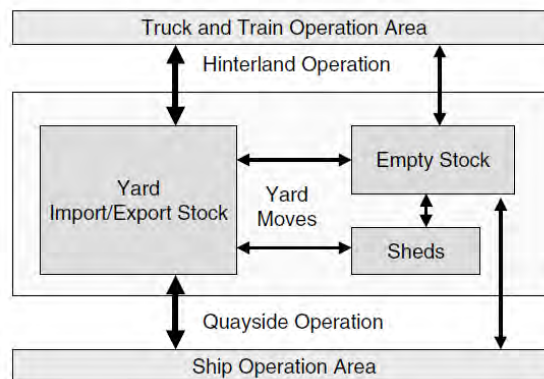 Truck and Train Operation Area
Hinterland Operation
Yard
Import/Export Stock
Empty Stock
Yard
Moves
Sheds
Quayside Operation
Ship Operation Area